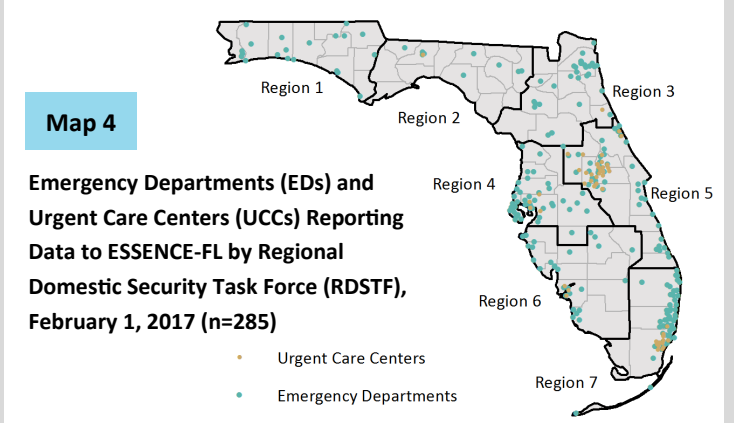 Region 1
Region 2
Region 3
Map 4
Emergency Departments (EDs) and
Urgent Care Centers (UCCs) Reporting
Data to ESSENCE-FL by Regional
Domestic Security Task Force (RDSTF),
February 1, 2017 (n=285)
Region 4
Region 5
Region 6
Region 7
Urgent Care Centers
Emergency Departments